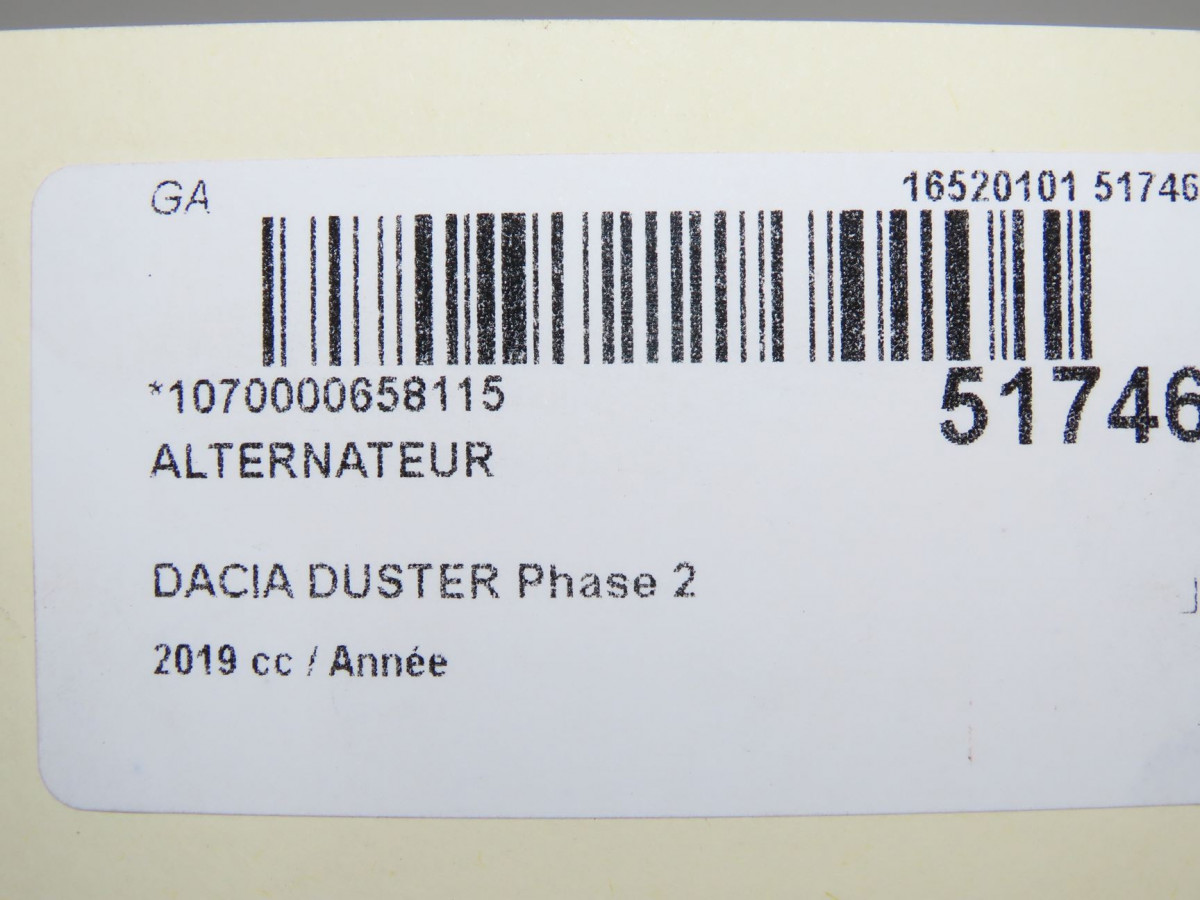 GA
16520101 51746
*1070000658115
51746
ALTERNATEUR
DACIA DUSTER Phase 2
2019 cc / Année